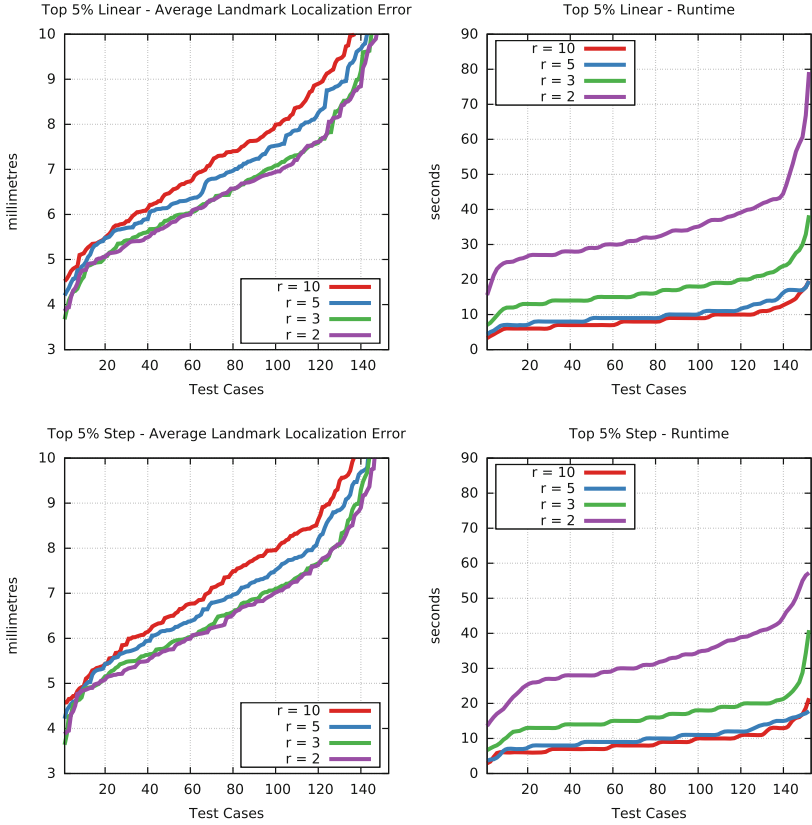 Top 5% Linear - Average Landmark Localization Error
10
9
8
7
6
5
4
3
millimetres
r = 10
r = 5
r = 3
r = 2
20 40 60 80 100 120 140
Test Cases
Top 5% Linear - Runtime
90
80
70
60
50
40
30
20
10
0
seconds
r = 10
r = 5
r = 3
r = 2
20 40 60 80 100 120 140
Test Cases
Top 5% Step - Average Landmark Localization Error
10
9
8
7
6
5
4
3
millimetres
r = 10
r = 5
r = 3
r = 2
20 40 60 80 100 120 140
Test Cases
Top 5% Step - Runtime
90
80
70
60
50
40
30
20
10
0
seconds
r = 10
r = 5
r = 3
r = 2
20 40 60 80 100 120 140
Test Cases